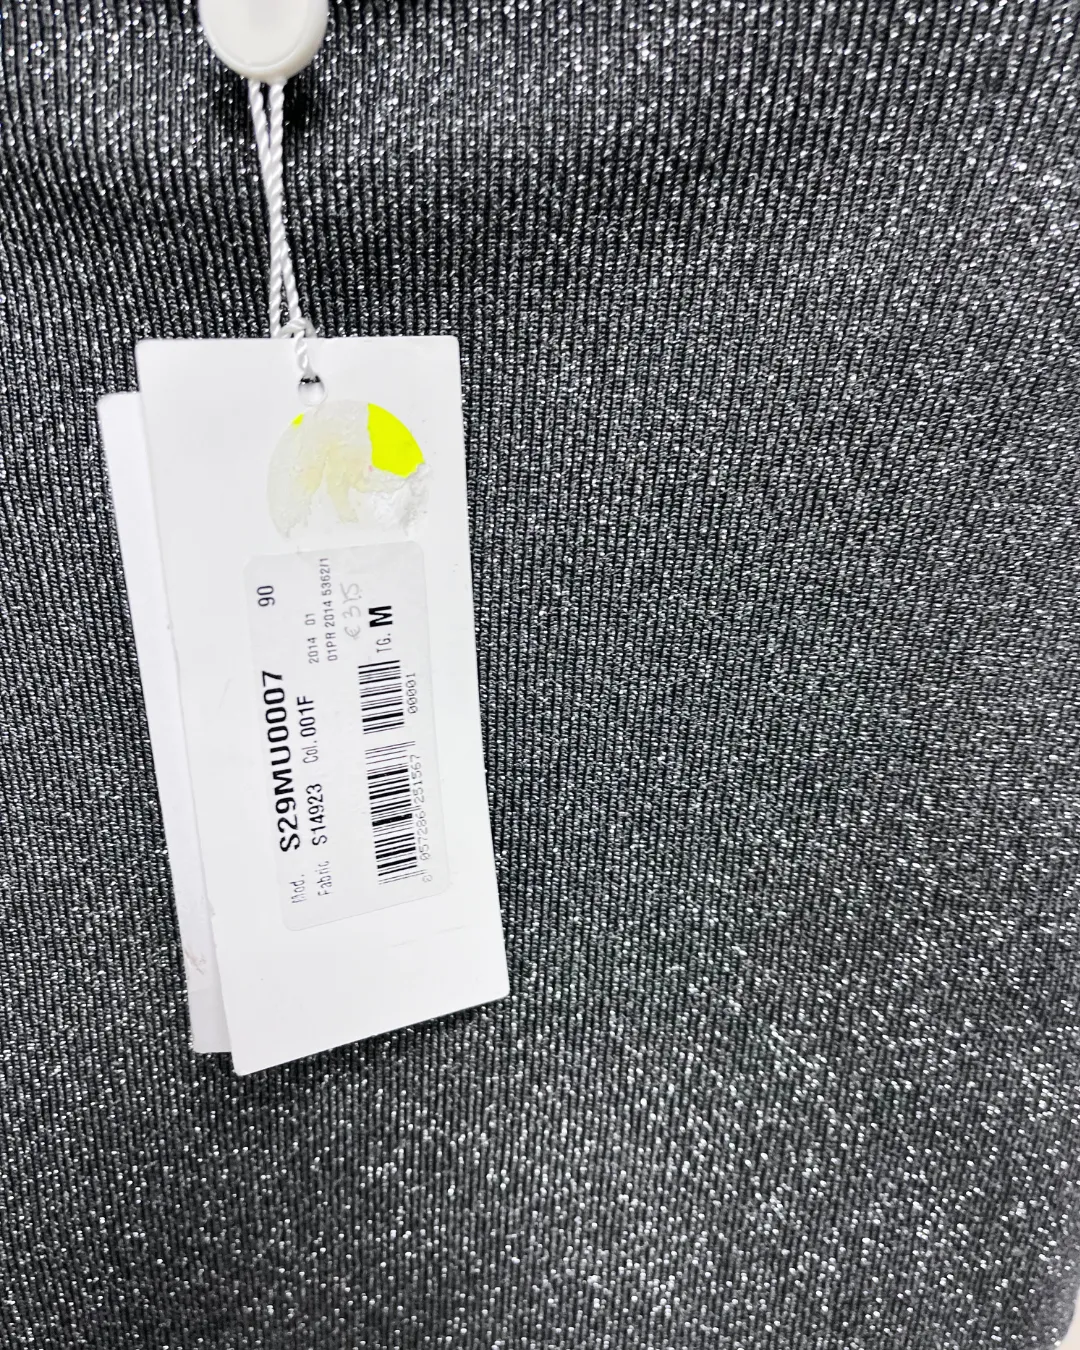 Mod. S29MU0007 90
Fabric S14923 Col. 001F 2014 01
01PR 2014 5362/1
€ 315
TG. M
00001